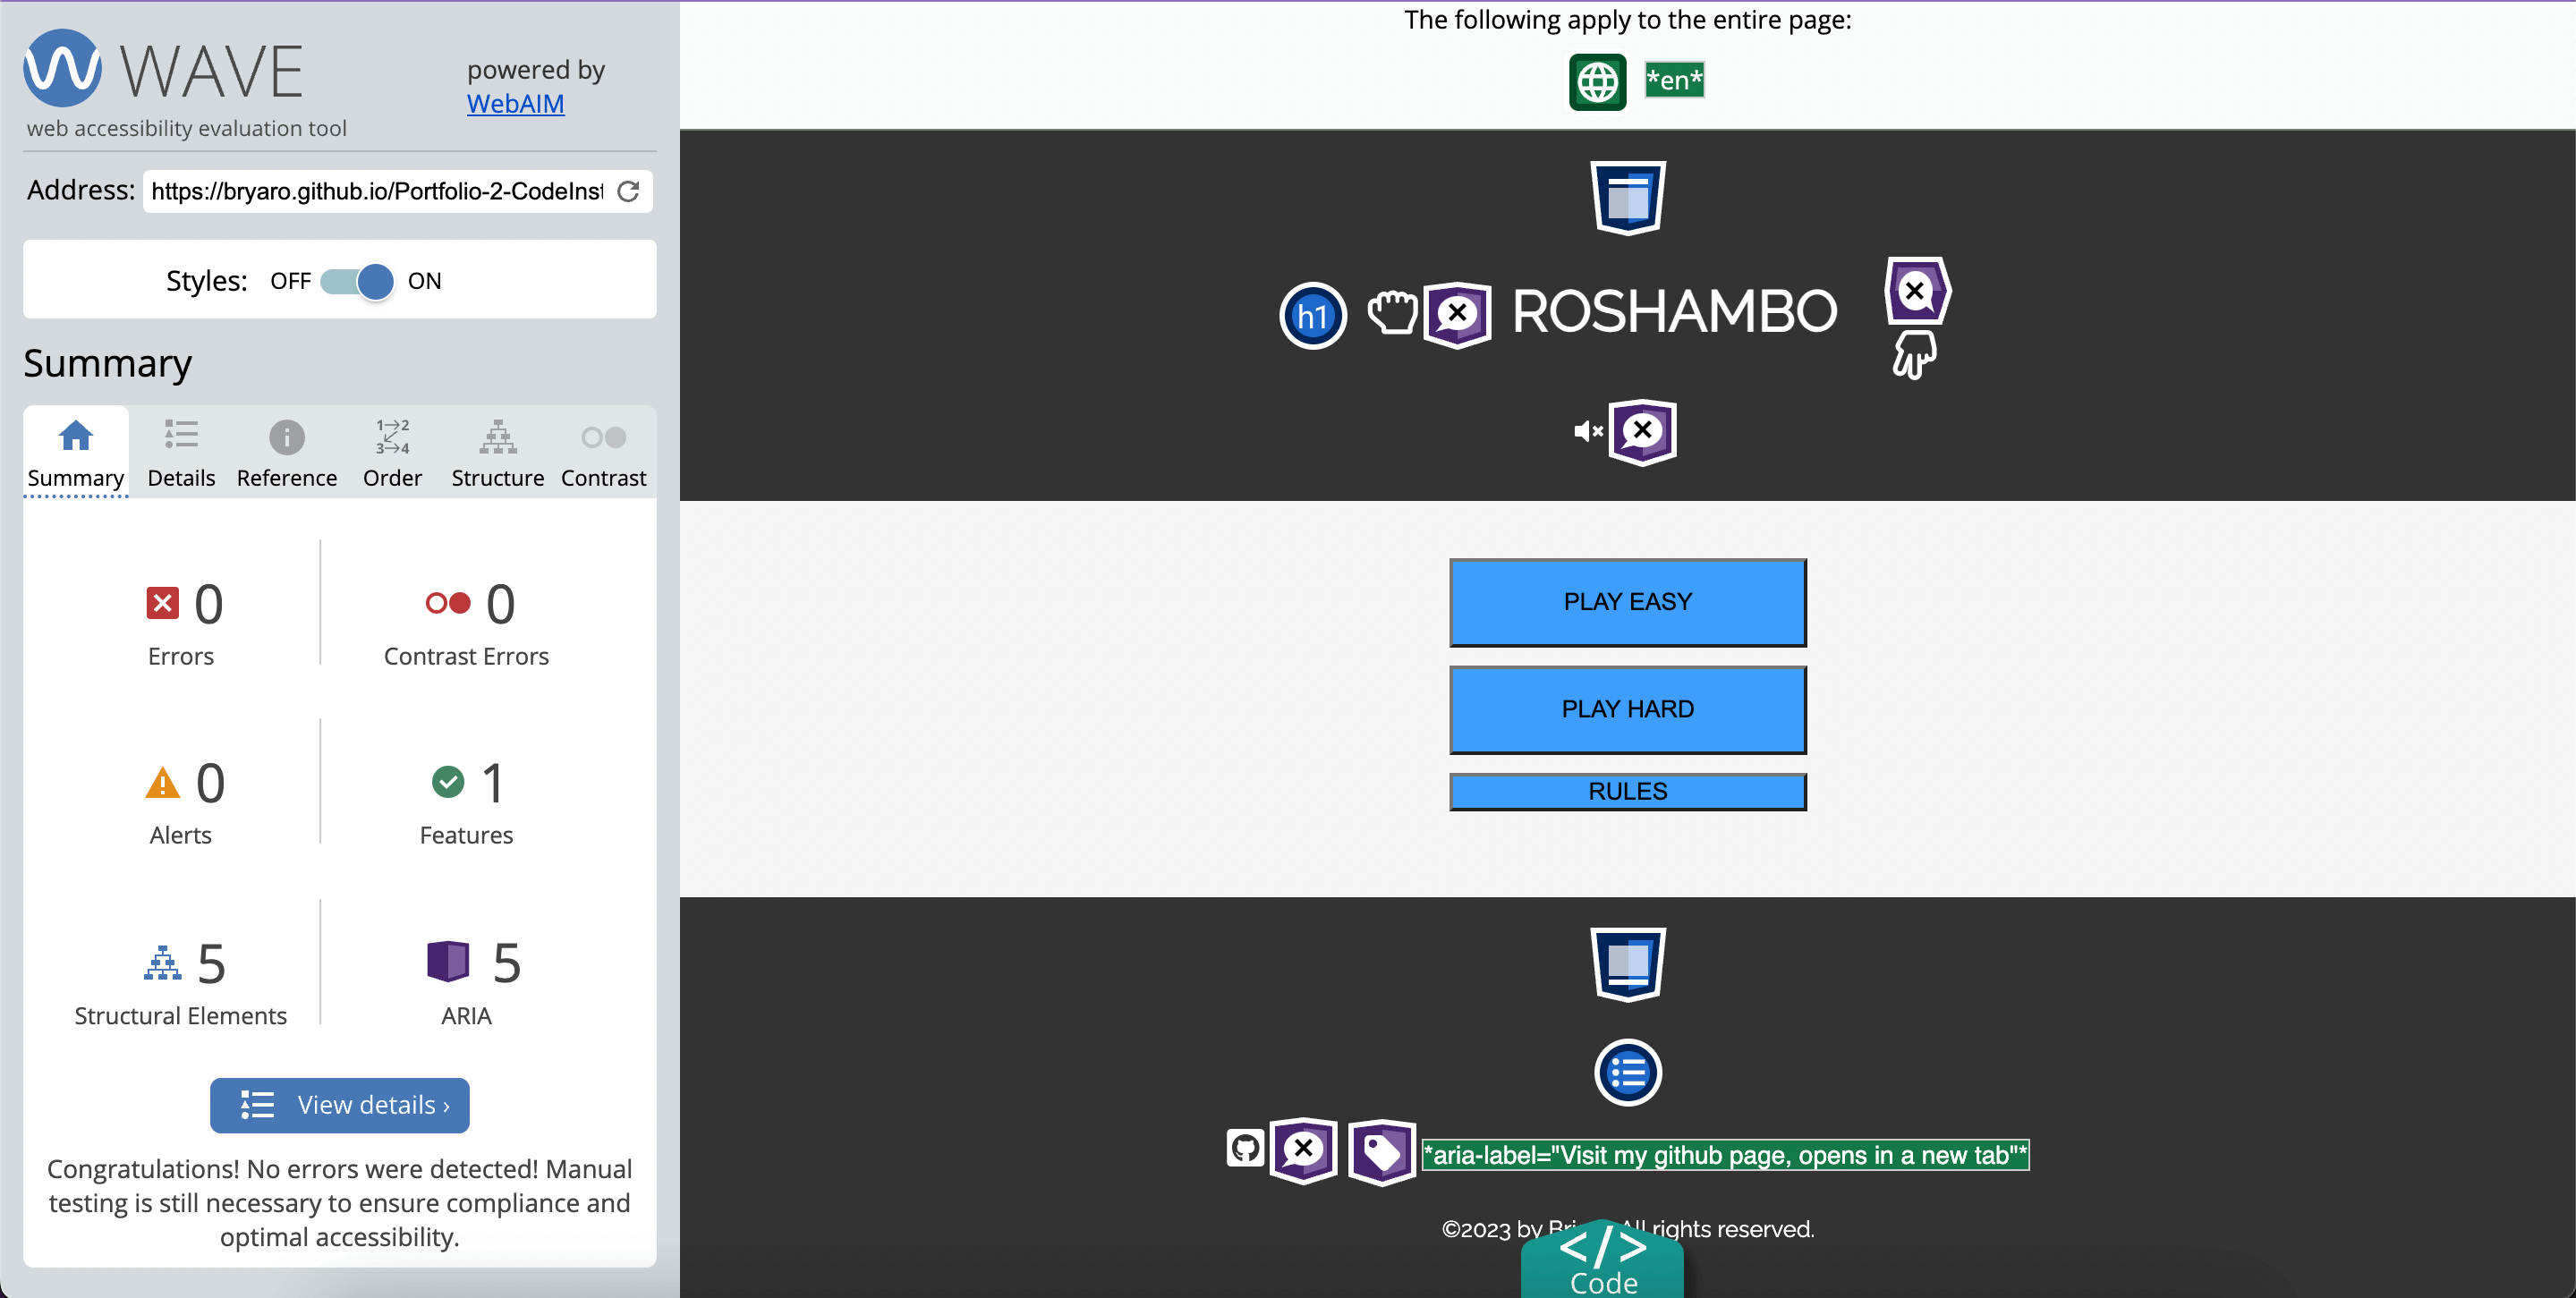 WAVE
powered by
WebAIM
web accessibility evaluation tool
Address: https://bryaro.github.io/Portfolio-2-CodeInst
Styles: OFF ON
Summary
1→2
3→4
Summary Details Reference Order Structure Contrast
0 0
Errors Contrast Errors
0 1
Alerts Features
5 5
Structural Elements ARIA
View details ›
Congratulations! No errors were detected! Manual
testing is still necessary to ensure compliance and
optimal accessibility.
The following apply to the entire page:
*en*
h1 ROSHAMBO
PLAY EASY
PLAY HARD
RULES
*aria-label="Visit my github page, opens in a new tab"*
©2023 by All rights reserved.
</>
Code